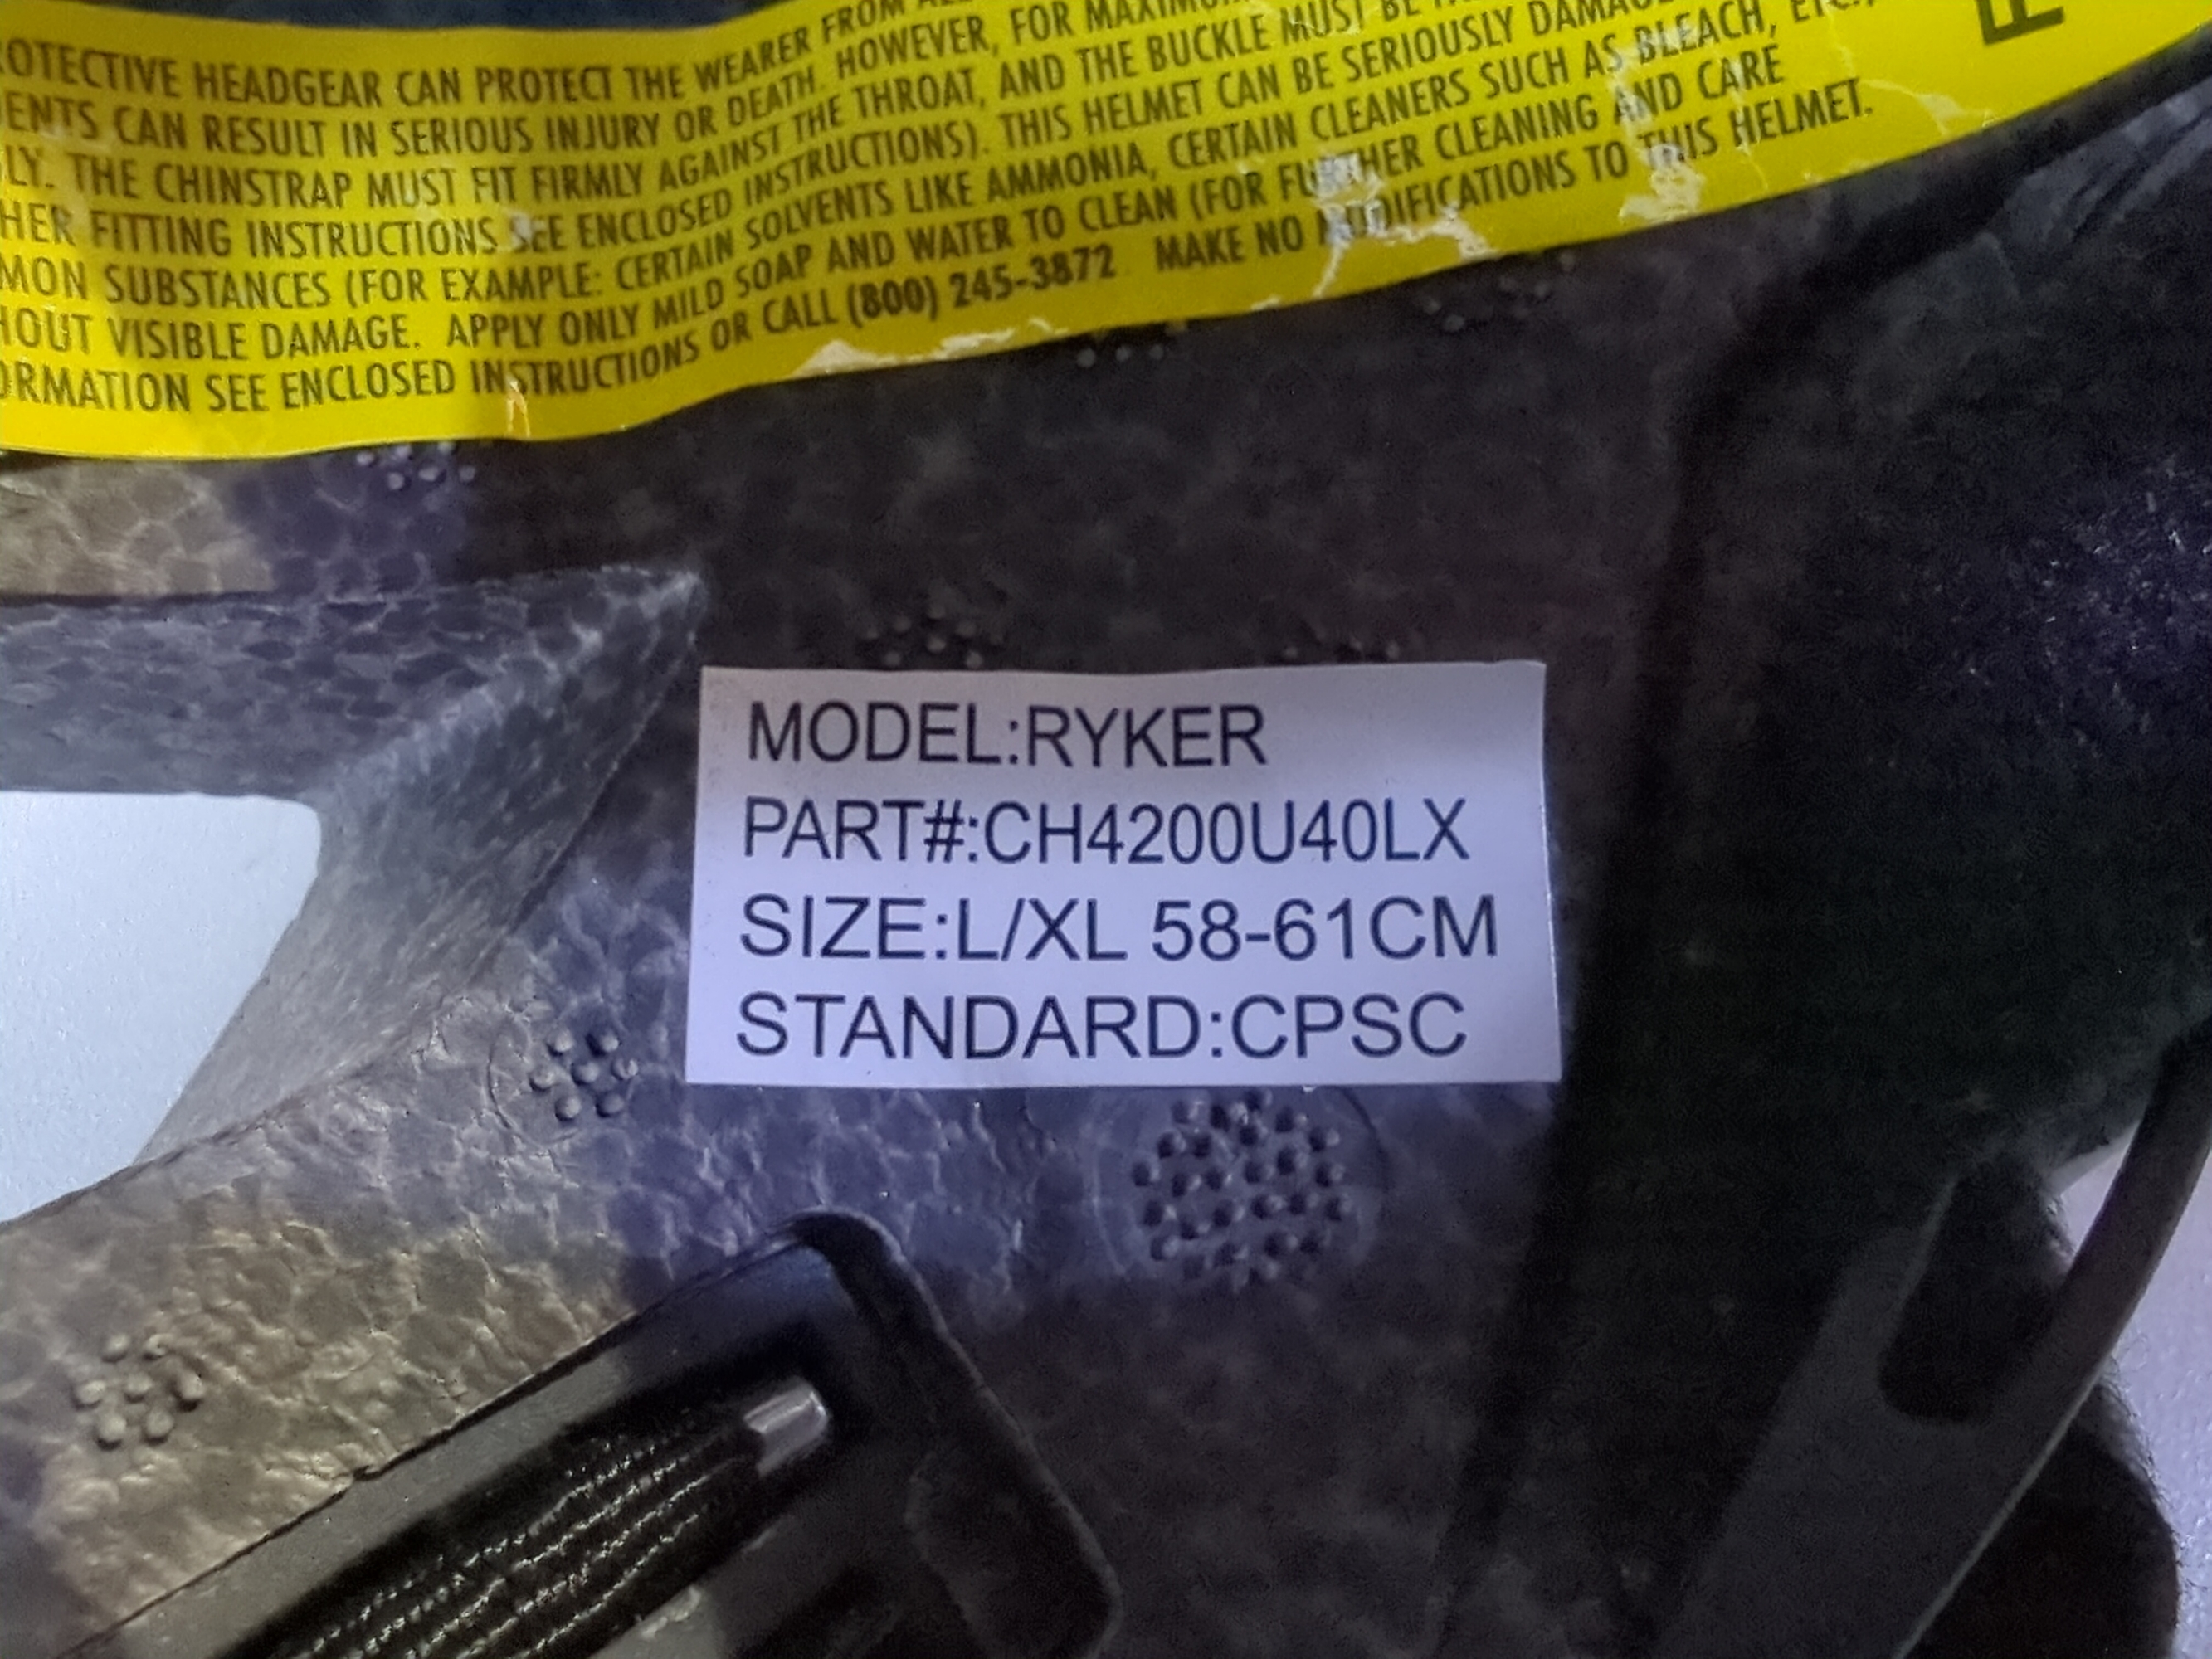 OTECTIVE HEADGEAR CAN PROTECT THE WEARER FROM
ENTS CAN RESULT IN SERIOUS INJURY OR DEATH. HOWEVER, FOR
LY. THE CHINSTRAP MUST FIT FIRMLY AGAINST THE THROAT, AND THE BUCKLE MUST BE
HER FITTING INSTRUCTIONS SEE ENCLOSED INSTRUCTIONS). THIS HELMET CAN BE SERIOUSLY
MON SUBSTANCES (FOR EXAMPLE: CERTAIN SOLVENTS LIKE AMMONIA, CERTAIN CLEANERS SUCH AS BLEACH, ETC.)
HOUT VISIBLE DAMAGE. APPLY ONLY MILD SOAP AND WATER TO CLEAN (FOR FURTHER CLEANING AND CARE
ORMATION SEE ENCLOSED INSTRUCTIONS OR CALL (800) 245-3872 MAKE NO MODIFICATIONS TO THIS HELMET.
MODEL:RYKER
PART#:CH4200U40LX
SIZE:L/XL 58-61CM
STANDARD:CPSC